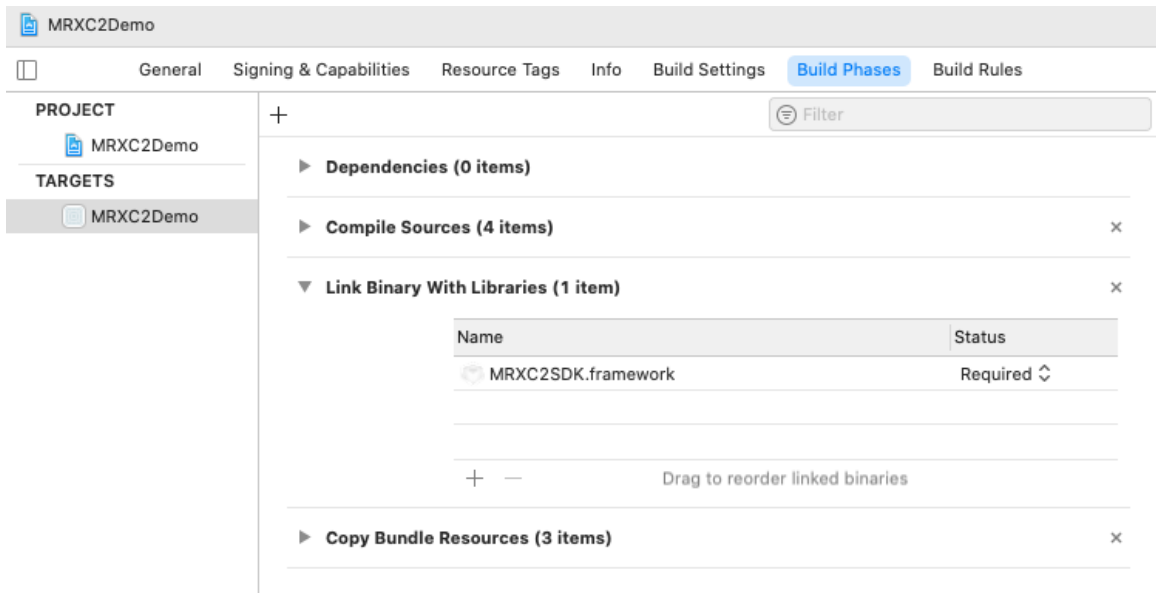 MRXC2Demo
General Signing & Capabilities Resource Tags Info Build Settings Build Phases Build Rules
PROJECT
MRXC2Demo
TARGETS
MRXC2Demo
Filter
Dependencies (0 items)
Compile Sources (4 items)
Link Binary With Libraries (1 item)
Name Status
MRXC2SDK.framework Required
Drag to reorder linked binaries
Copy Bundle Resources (3 items)